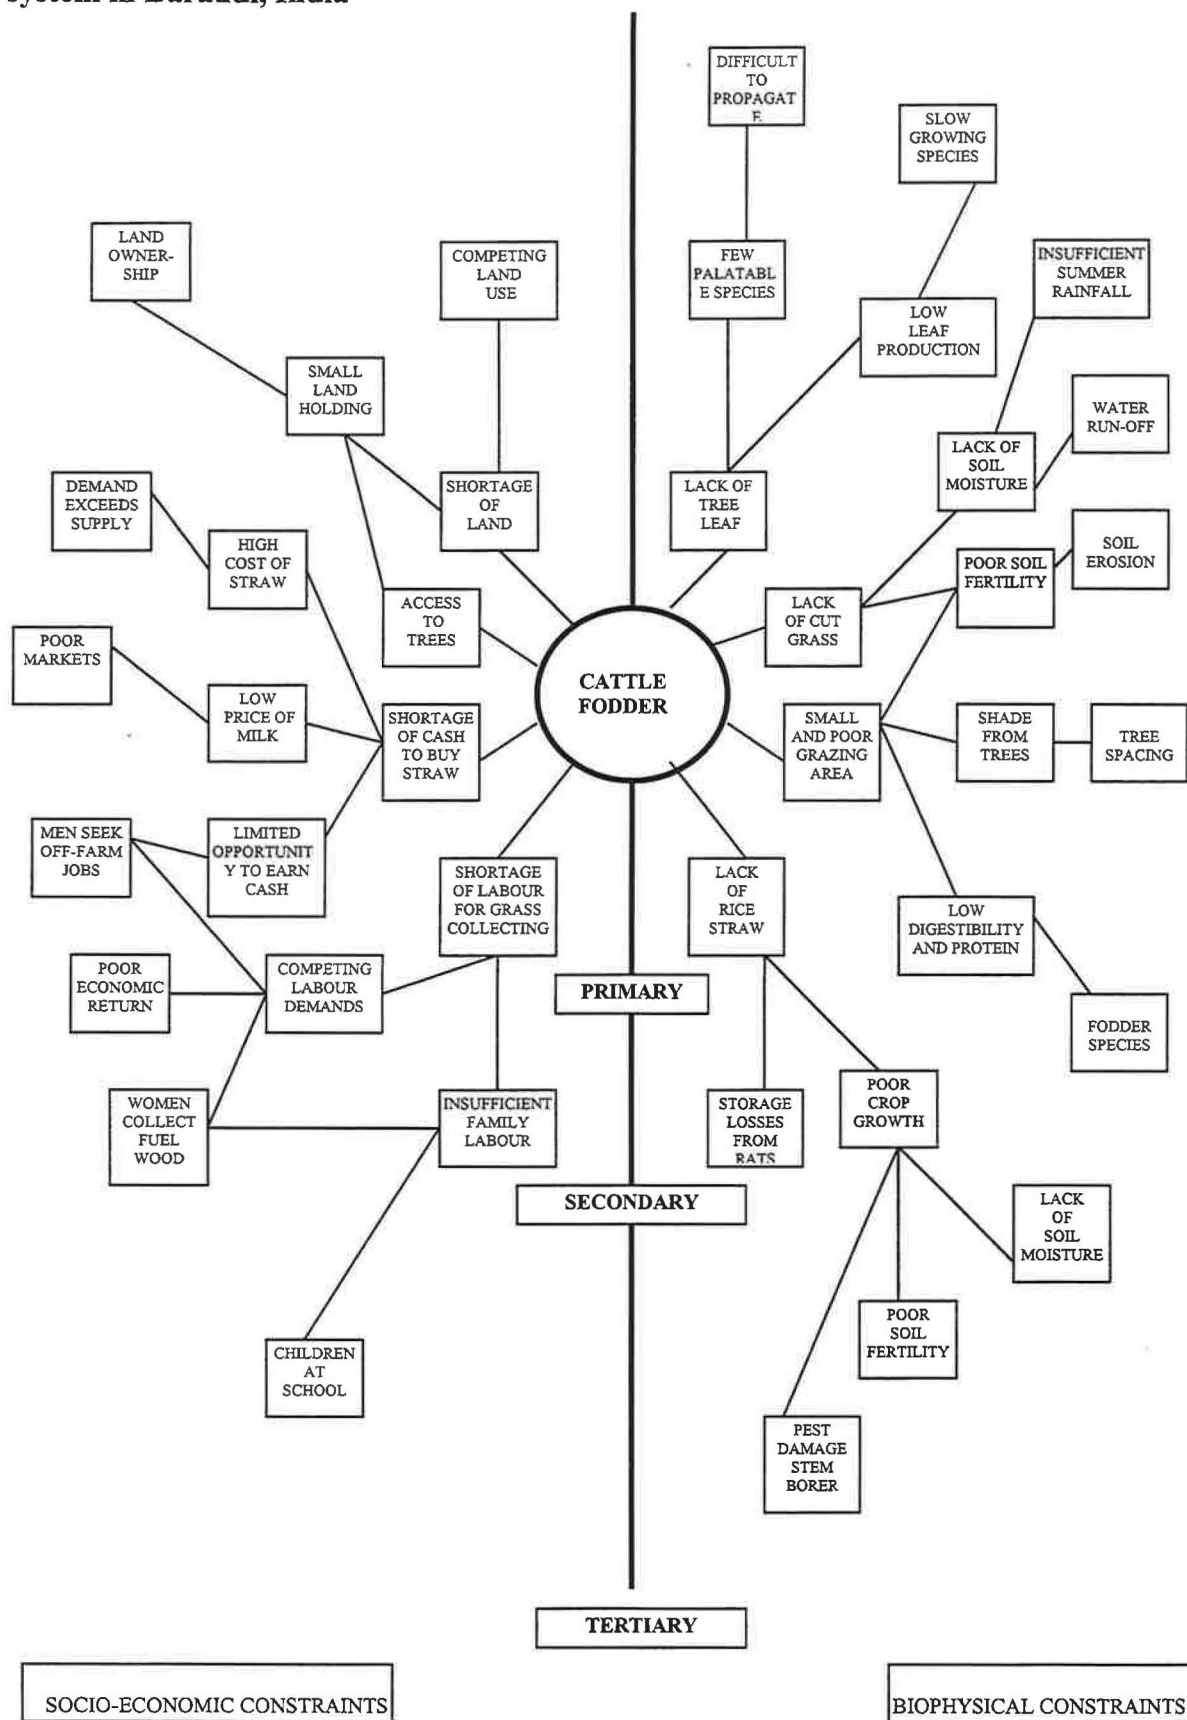 India
DIFFICULT
TO
PROPAGAT
E
SLOW
GROWING
SPECIES
LAND
OWNER-
SHIP
COMPETING
LAND
USE
FEW
PALATABL
E SPECIES
INSUFFICIENT
SUMMER
RAINFALL
LOW
LEAF
PRODUCTION
SMALL
LAND
HOLDING
WATER
RUN-OFF
LACK OF
SOIL
MOISTURE
DEMAND
EXCEEDS
SUPPLY
SHORTAGE
OF
LAND
LACK OF
TREE
LEAF
HIGH
COST OF
STRAW
POOR SOIL
FERTILITY
SOIL
EROSION
ACCESS
TO
TREES
LACK
OF CUT
GRASS
POOR
MARKETS
CATTLE
FODDER
LOW
PRICE OF
MILK
SHORTAGE
OF CASH
TO BUY
STRAW
SMALL
AND POOR
GRAZING
AREA
SHADE
FROM
TREES
TREE
SPACING
MEN SEEK
OFF-FARM
JOBS
LIMITED
OPPORTUNIT
Y TO EARN
CASH
SHORTAGE
OF LABOUR
FOR GRASS
COLLECTING
LACK
OF
RICE
STRAW
LOW
DIGESTIBILITY
AND PROTEIN
POOR
ECONOMIC
RETURN
COMPETING
LABOUR
DEMANDS
PRIMARY
FODDER
SPECIES
WOMEN
COLLECT
FUEL
WOOD
INSUFFICIENT
FAMILY
LABOUR
STORAGE
LOSSES
FROM
RATS
POOR
CROP
GROWTH
SECONDARY
LACK
OF
SOIL
MOISTURE
POOR
SOIL
FERTILITY
CHILDREN
AT
SCHOOL
PEST
DAMAGE
STEM
BORER
TERTIARY
SOCIO-ECONOMIC CONSTRAINTS
BIOPHYSICAL CONSTRAINTS